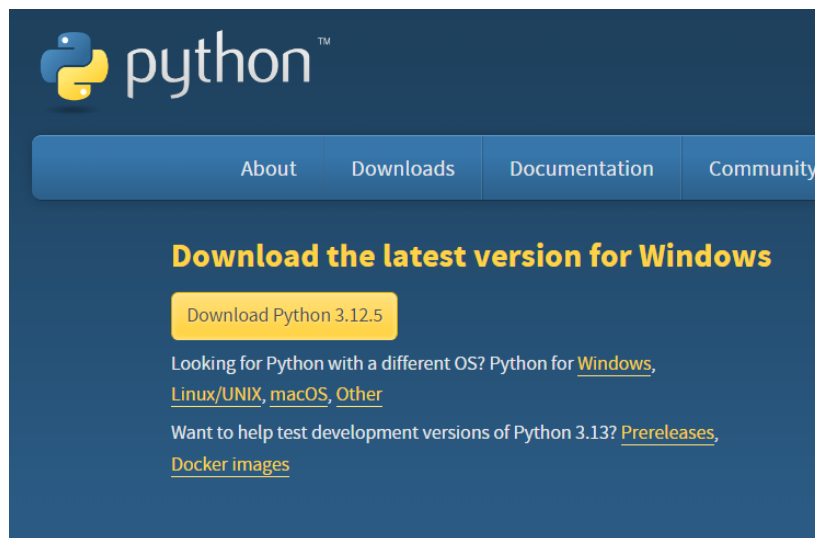 python™
About Downloads Documentation Community
Download the latest version for Windows
Download Python 3.12.5
Looking for Python with a different OS? Python for Windows,
Linux/UNIX, macOS, Other
Want to help test development versions of Python 3.13? Prereleases,
Docker images